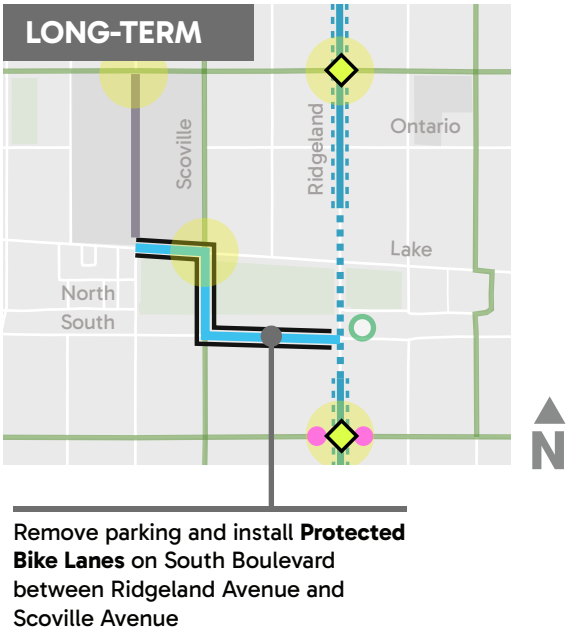 LONG-TERM
Scoville
Ridgeland
Ontario
Lake
North
South
N
Remove parking and install Protected
Bike Lanes on South Boulevard
between Ridgeland Avenue and
Scoville Avenue